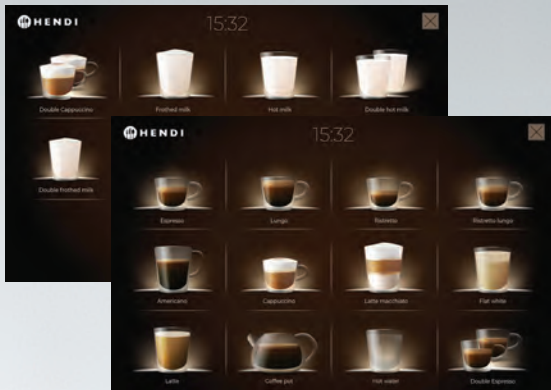 HENDI
15:32
Double Cappuccino
Frothed milk
Hot milk
Double hot milk
Double frothed milk
HENDI
15:32
Espresso
Lungo
Ristretto
Ristretto lungo
Americano
Cappuccino
Latte macchiato
Flat white
Latte
Coffee pot
Hot water
Double Espresso